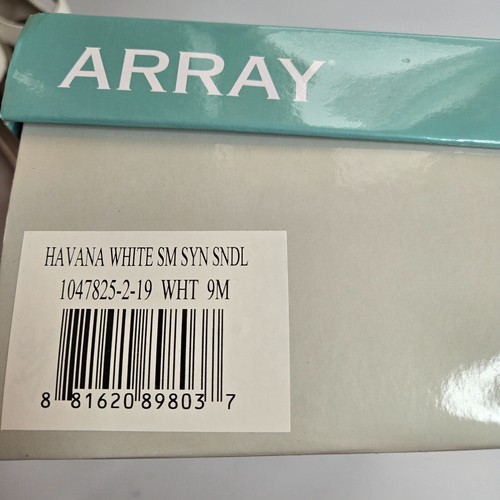 ARRAY
HAVANA WHITE SM SYN SNDL
1047825-2-19 WHT 9M
8 81620 89803 7